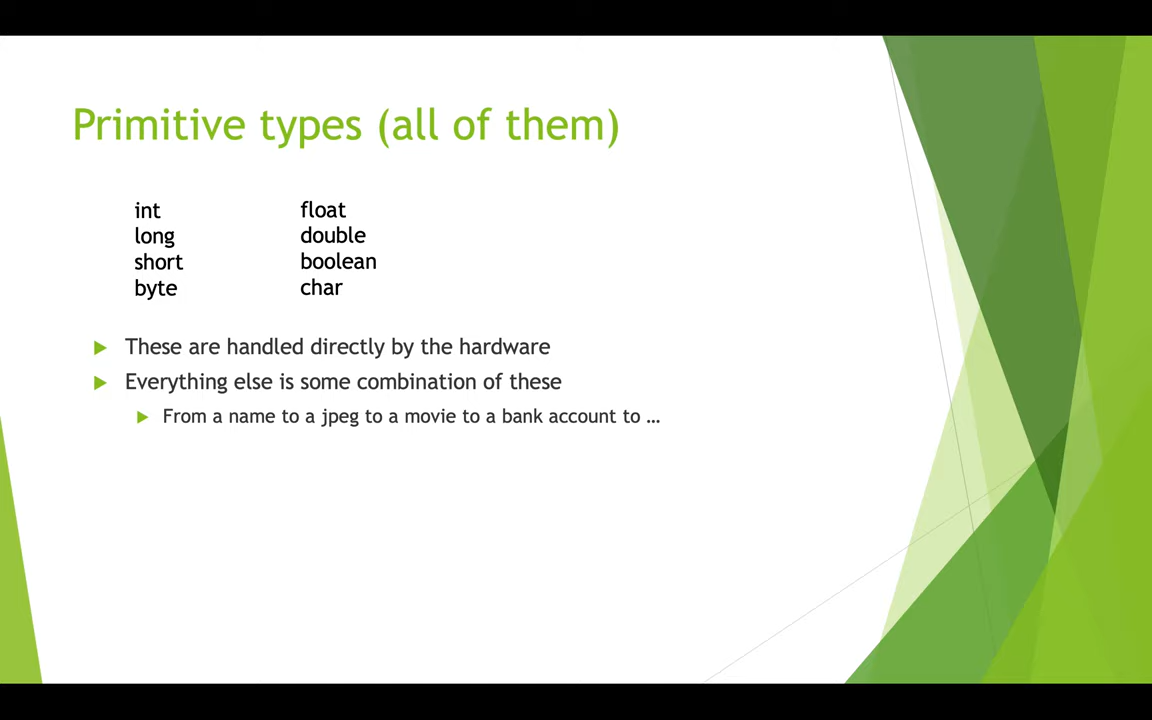 Primitive types (all of them)
int
long
short
byte
float
double
boolean
char
These are handled directly by the hardware
Everything else is some combination of these
From a name to a jpeg to a movie to a bank account to …